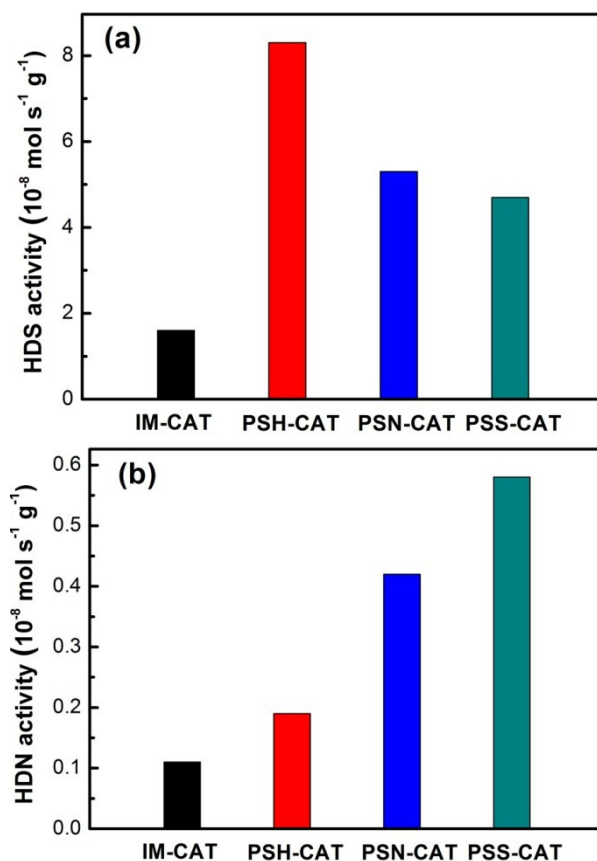 (a)
HDS activity (10⁻⁸ mol s⁻¹ g⁻¹)
8
6
4
2
0
IM-CAT PSH-CAT PSN-CAT PSS-CAT
(b)
HDN activity (10⁻⁸ mol s⁻¹ g⁻¹)
0.6
0.5
0.4
0.3
0.2
0.1
0.0
IM-CAT PSH-CAT PSN-CAT PSS-CAT